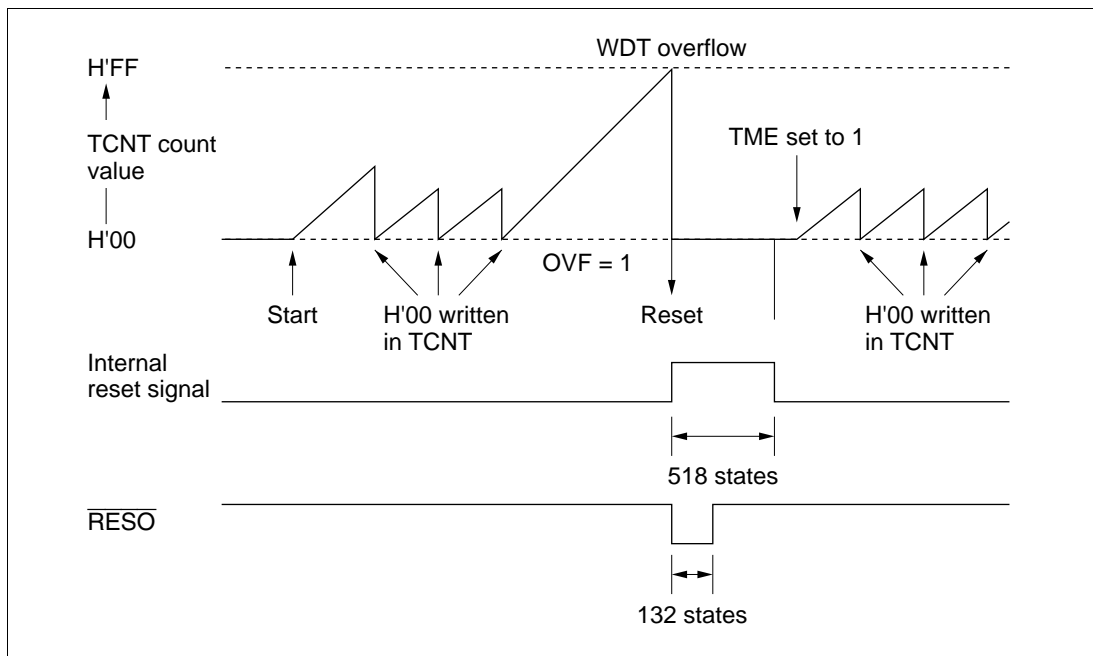 WDT overflow
H'FF
TCNT count
value
TME set to 1
H'00
OVF = 1
Start
H'00 written
in TCNT
Reset
H'00 written
in TCNT
Internal
reset signal
518 states
RESO
132 states